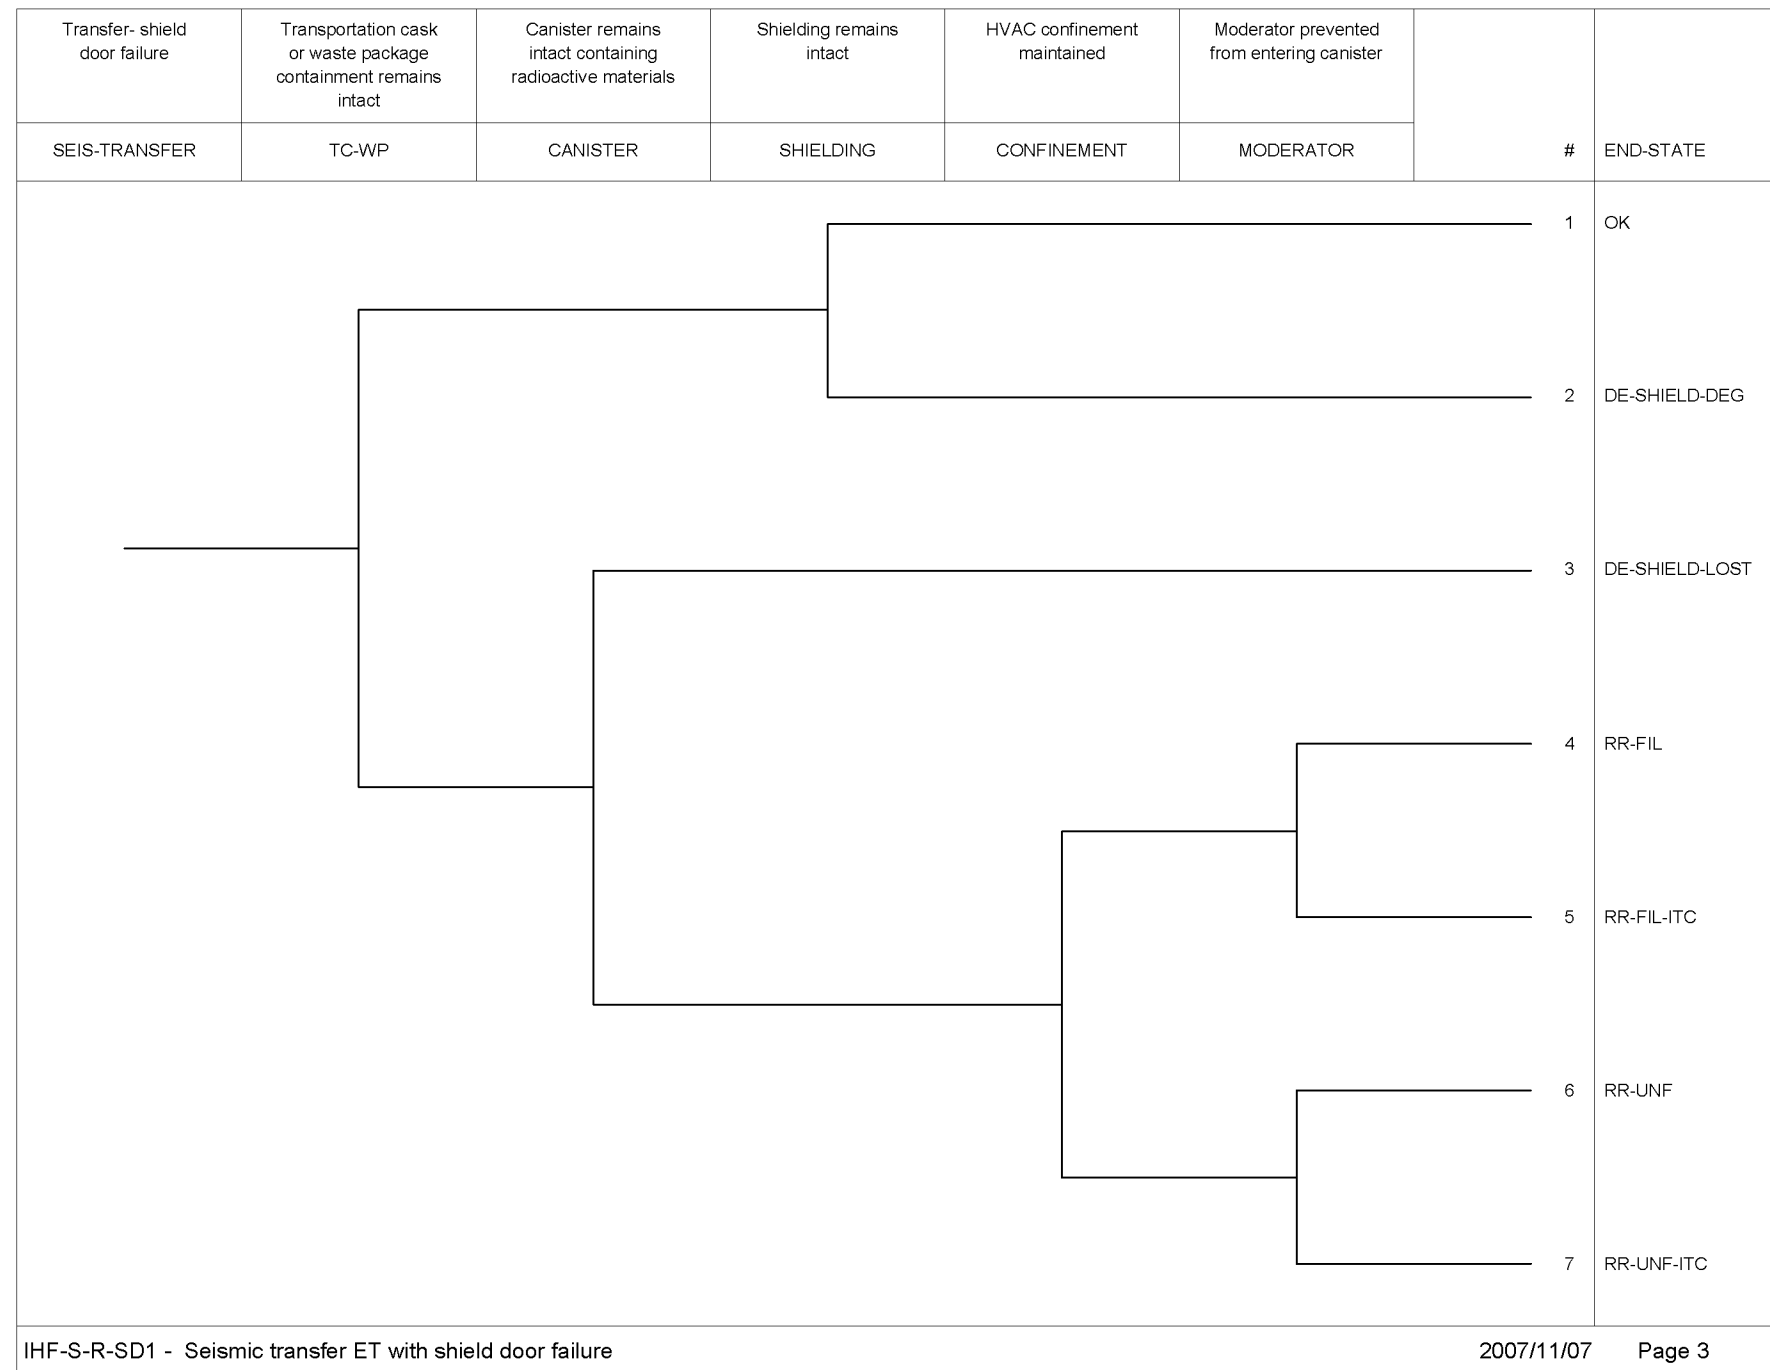 Transfer- shield
door failure
Transportation cask
or waste package
containment remains
intact
Canister remains
intact containing
radioactive materials
Shielding remains
intact
HVAC confinement
maintained
Moderator prevented
from entering canister
SEIS-TRANSFER
TC-WP
CANISTER
SHIELDING
CONFINEMENT
MODERATOR
#
END-STATE
1 OK
2 DE-SHIELD-DEG
3 DE-SHIELD-LOST
4 RR-FIL
5 RR-FIL-ITC
6 RR-UNF
7 RR-UNF-ITC
IHF-S-R-SD1 - Seismic transfer ET with shield door failure
2007/11/07 Page 3